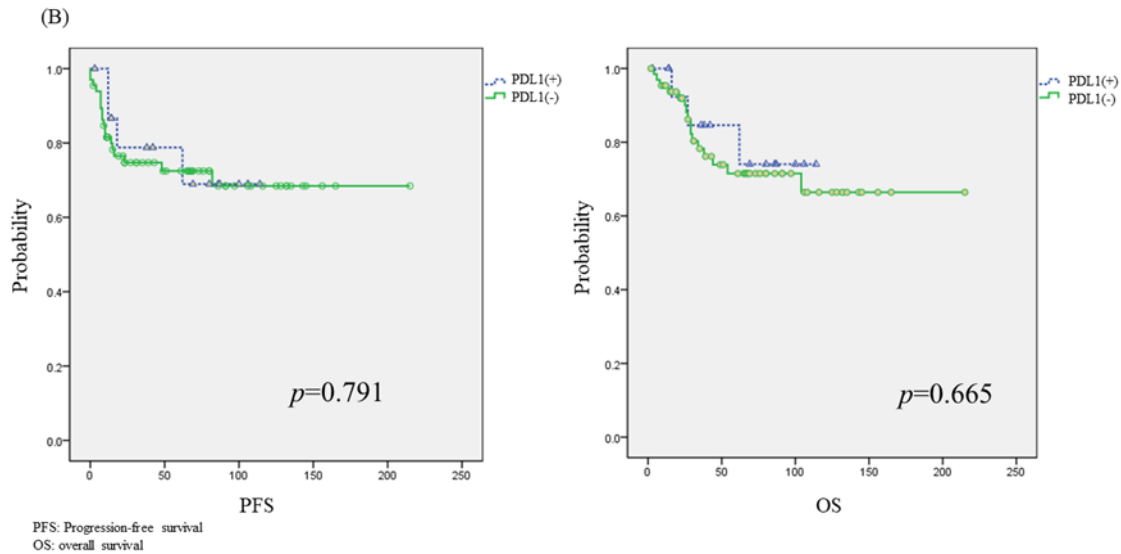 (B)
PDL1(+)
PDL1(-)
1.0
0.8
0.6
0.4
0.2
0.0
Probability
p=0.791
0 50 100 150 200 250
PFS
PDL1(+)
PDL1(-)
1.0
0.8
0.6
0.4
0.2
0.0
Probability
p=0.665
0 50 100 150 200 250
OS
PFS: Progression-free survival
OS: overall survival